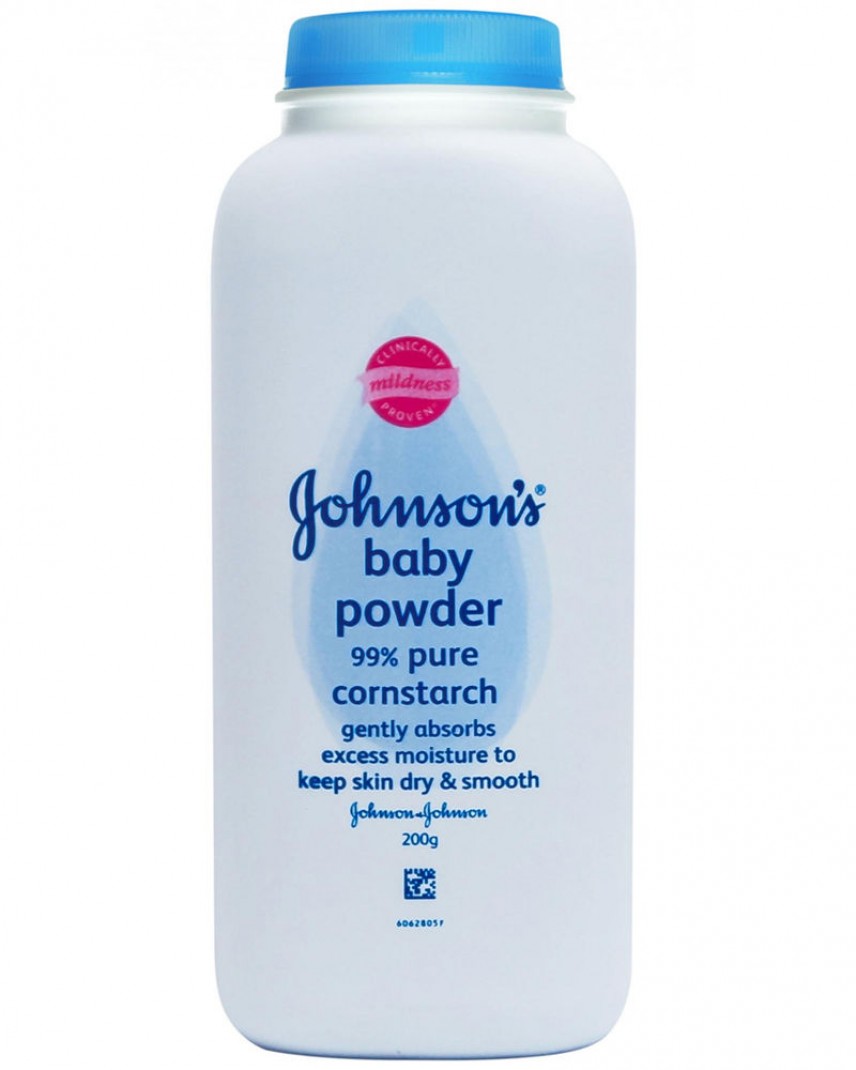 CLINICALLY
mildness
PROVEN
Johnson's®
baby
powder
99% pure
cornstarch
gently absorbs
excess moisture to
keep skin dry & smooth
Johnson & Johnson
200g